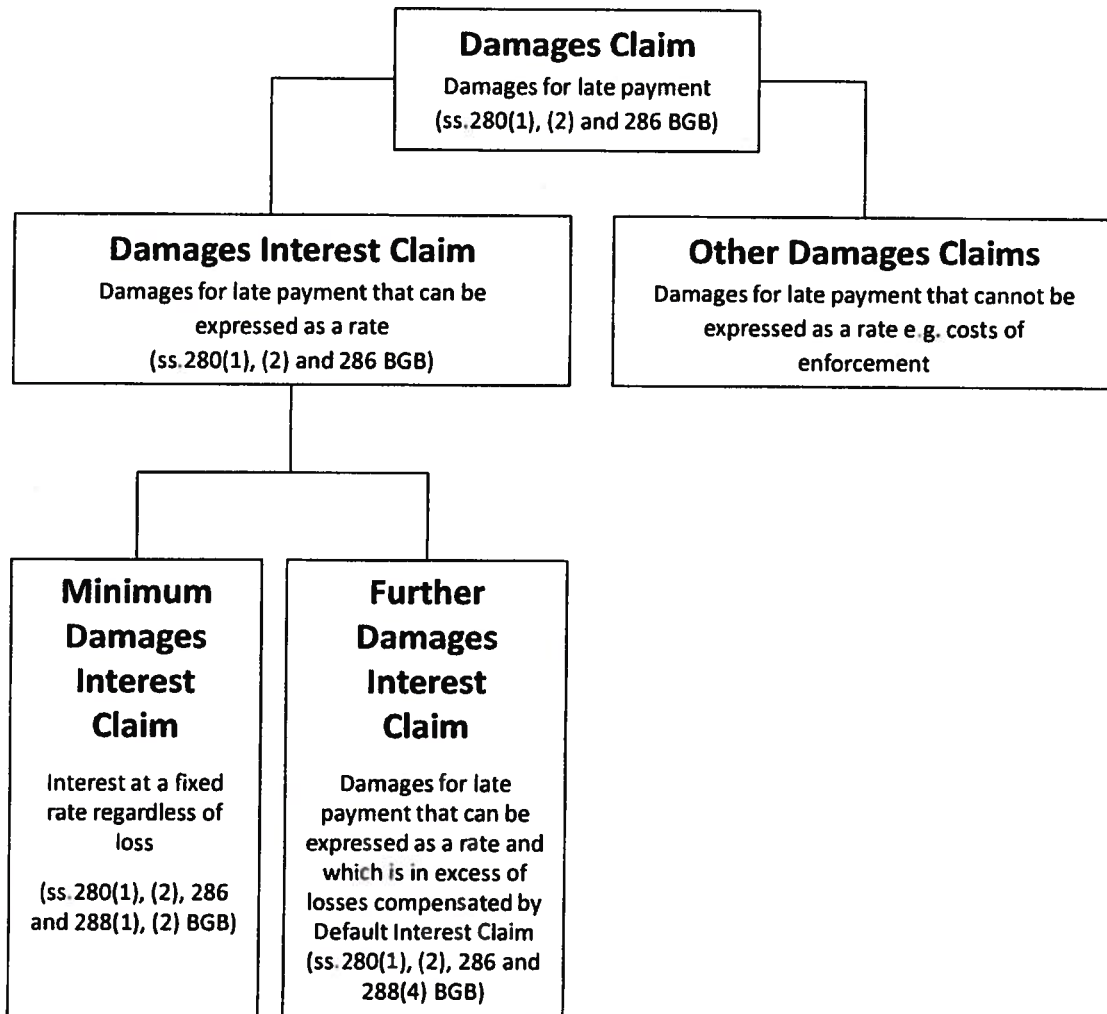 Damages Claim
Damages for late payment
(ss.280(1), (2) and 286 BGB)
Damages Interest Claim
Damages for late payment that can be
expressed as a rate
(ss.280(1), (2) and 286 BGB)
Other Damages Claims
Damages for late payment that cannot be
expressed as a rate e.g. costs of
enforcement
Minimum
Damages
Interest
Claim
Interest at a fixed
rate regardless of
loss
(ss.280(1), (2), 286
and 288(1), (2) BGB)
Further
Damages
Interest
Claim
Damages for late
payment that can be
expressed as a rate and
which is in excess of
losses compensated by
Default Interest Claim
(ss.280(1), (2), 286 and
288(4) BGB)